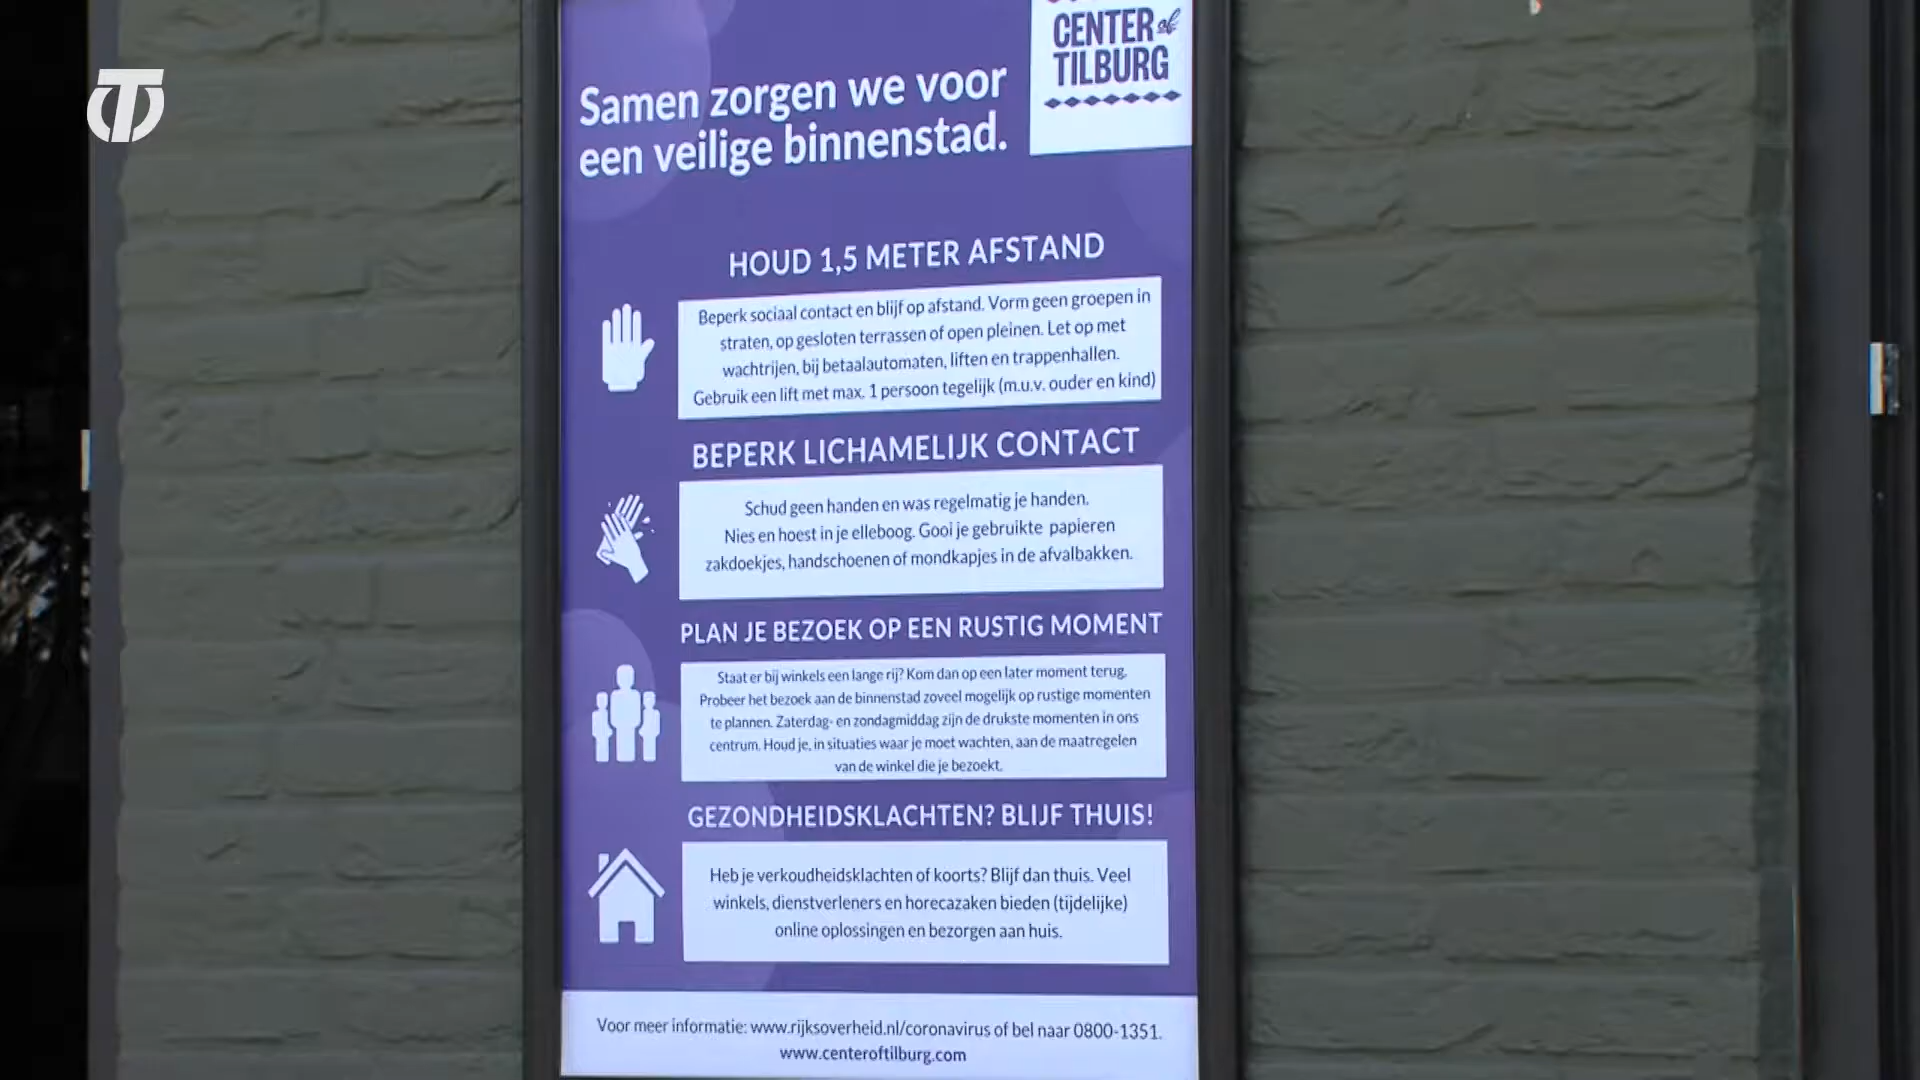 CENTER of
TILBURG
Samen zorgen we voor
een veilige binnenstad.
HOUD 1,5 METER AFSTAND
Beperk sociaal contact en blijf op afstand. Vorm geen groepen in
straten, op gesloten terrassen of open pleinen. Let op met
wachtrijen, bij betaalautomaten, liften en trappenhallen.
Gebruik een lift met max. 1 persoon tegelijk (m.u.v. ouder en kind)
BEPERK LICHAMELIJK CONTACT
Schud geen handen en was regelmatig je handen.
Nies en hoest in je elleboog. Gooi je gebruikte papieren
zakdoekjes, handschoenen of mondkapjes in de afvalbakken.
PLAN JE BEZOEK OP EEN RUSTIG MOMENT
Staat er bij winkels een lange rij? Kom dan op een later moment terug.
Probeer het bezoek aan de binnenstad zoveel mogelijk op rustige momenten
te plannen. Zaterdag- en zondagmiddag zijn de drukste momenten in ons
centrum. Houd je, in situaties waar je moet wachten, aan de maatregelen
van de winkel die je bezoekt.
GEZONDHEIDSKLACHTEN? BLIJF THUIS!
Heb je verkoudheidsklachten of koorts? Blijf dan thuis. Veel
winkels, dienstverleners en horecazaken bieden (tijdelijke)
online oplossingen en bezorgen aan huis.
Voor meer informatie: www.rijksoverheid.nl/coronavirus of bel naar 0800-1351.
www.centeroftilburg.com